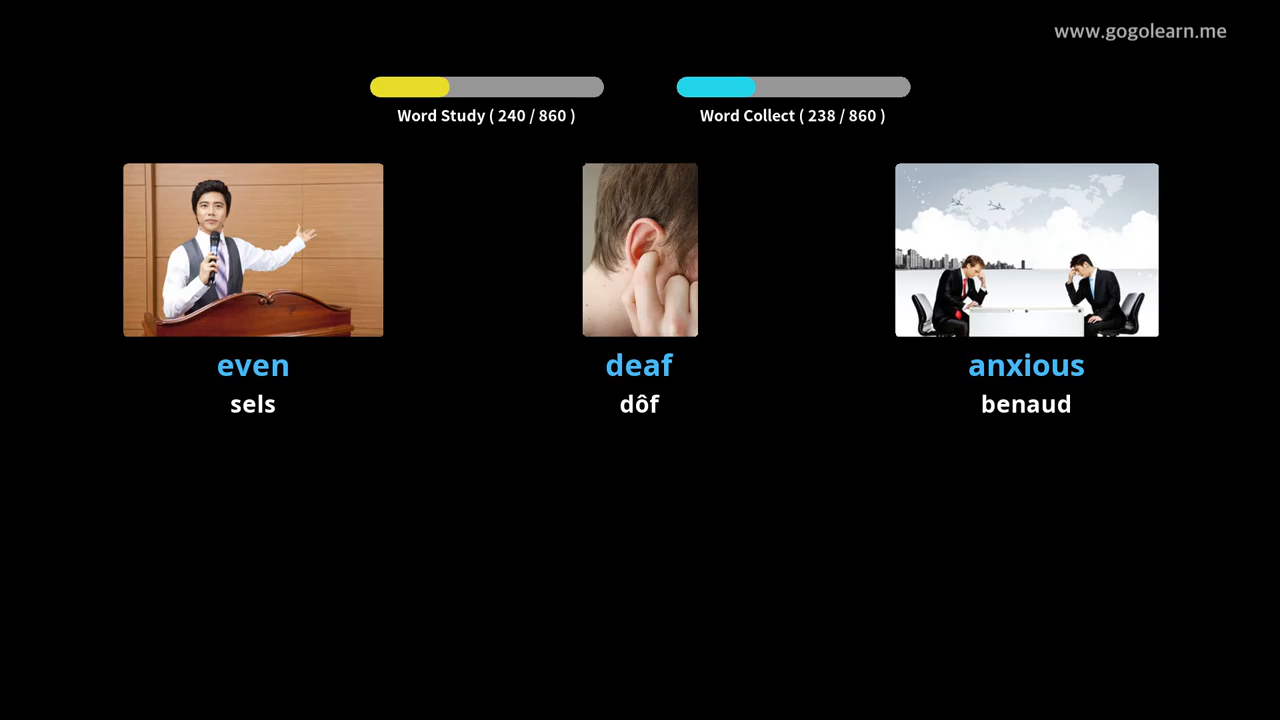 www.gogolearn.me
Word Study ( 240 / 860 )
Word Collect ( 238 / 860 )
even
sels
deaf
dôf
anxious
benaud